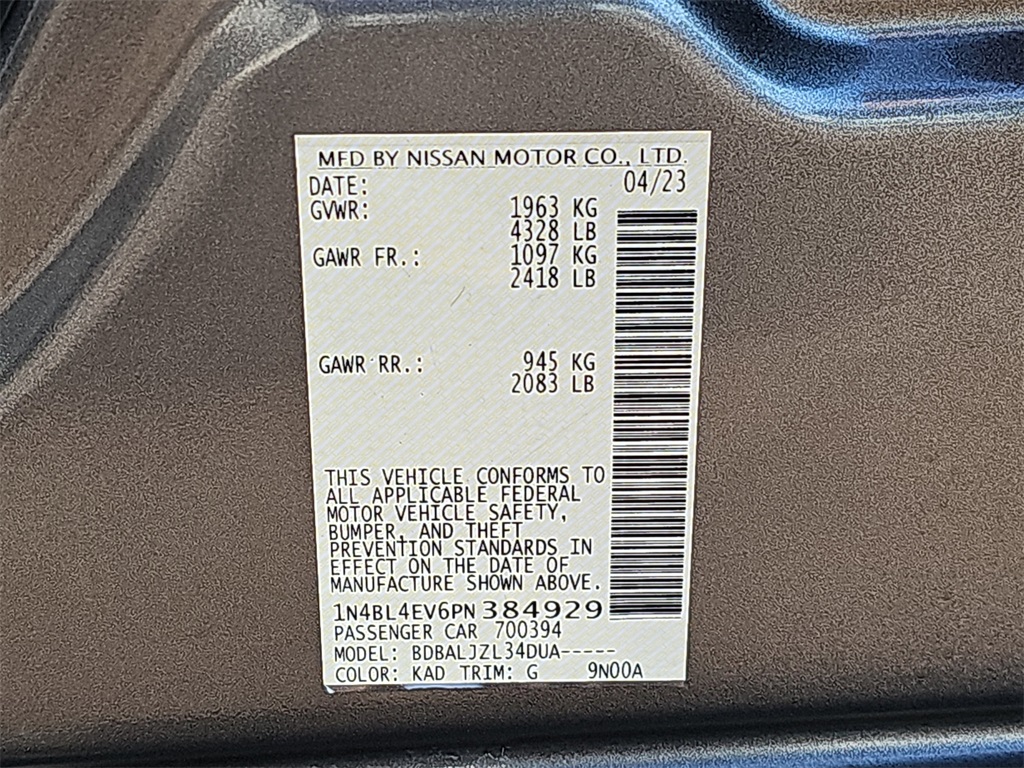 MFD BY NISSAN MOTOR CO., LTD.
DATE: 04/23
GVWR: 1963 KG
4328 LB
GAWR FR.: 1097 KG
2418 LB
GAWR RR.: 945 KG
2083 LB
THIS VEHICLE CONFORMS TO
ALL APPLICABLE FEDERAL
MOTOR VEHICLE SAFETY,
BUMPER, AND THEFT
PREVENTION STANDARDS IN
EFFECT ON THE DATE OF
MANUFACTURE SHOWN ABOVE.
1N4BL4EV6PN384929
PASSENGER CAR 700394
MODEL: BDBALJZL34DUA-----
COLOR: KAD TRIM: G 9N00A